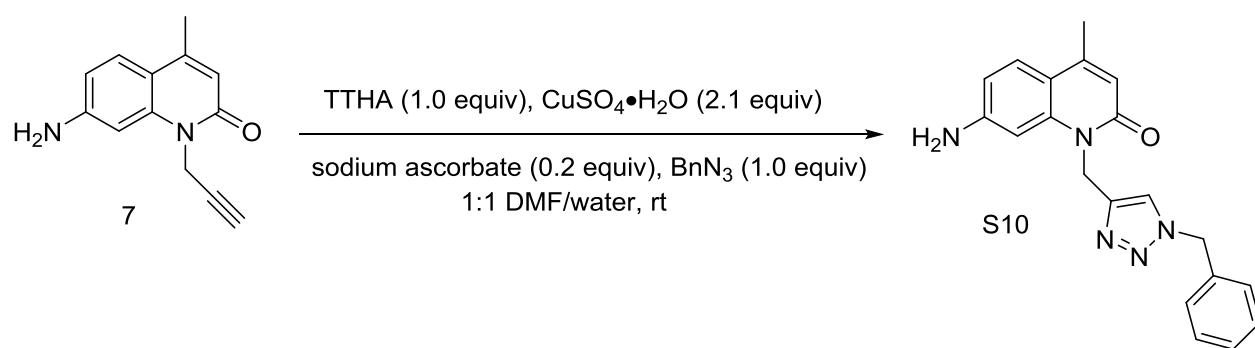 H2N
N
O
7
TTHA (1.0 equiv), CuSO4•H2O (2.1 equiv)
sodium ascorbate (0.2 equiv), BnN3 (1.0 equiv)
1:1 DMF/water, rt
H2N
N
O
S10
N
N
N